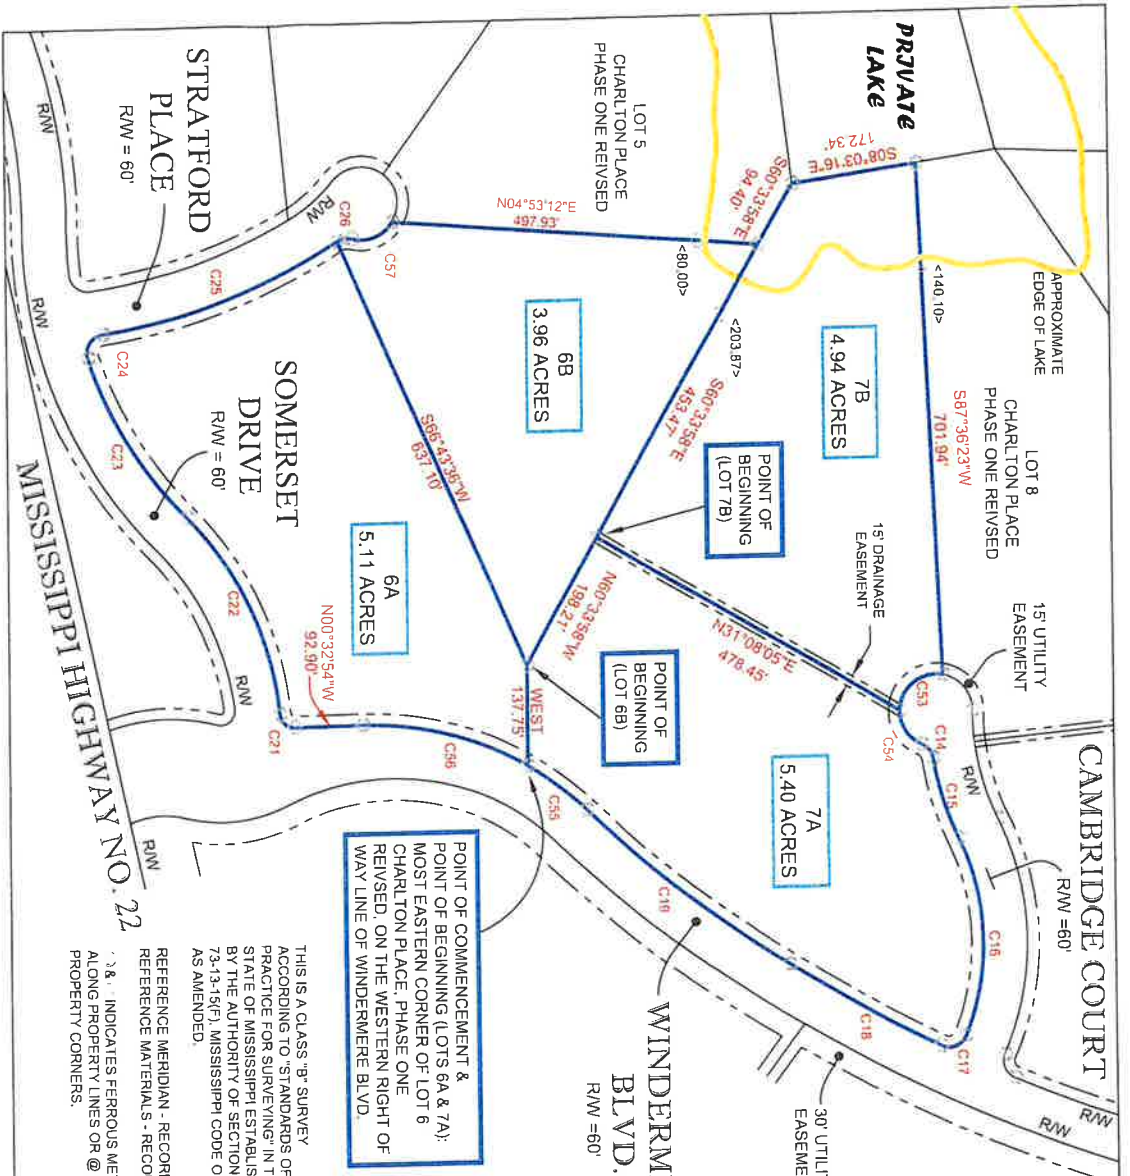 PRIVATE
LAKE
LOT 5
CHARLTON PLACE
PHASE ONE REIVSED
STRATFORD
PLACE
R/W = 60'
R/W
R/W
R/W
C26
C57
C25
C24
C23
N04°53'12"E
497.93'
<80.00>
S60°33'58"E
94.40'
S08°03'16"E
172.34'
<140.10>
<203.87>
APPROXIMATE
EDGE OF LAKE
LOT 8
CHARLTON PLACE
PHASE ONE REIVSED
S87°36'23"W
701.94'
7B
4.94 ACRES
6B
3.96 ACRES
S60°33'58"E
453.47'
POINT OF
BEGINNING
(LOT 7B)
15' DRAINAGE
EASEMENT
15' UTILITY
EASEMENT
SOMERSET
DRIVE
R/W = 60'
S66°43'36"W
637.10'
6A
5.11 ACRES
N60°33'58"W
198.21'
N31°08'05"E
478.45'
POINT OF
BEGINNING
(LOT 6B)
WEST
137.75'
N00°32'54"W
92.90'
C22
C21
C56
C55
C53
C54
C14
C15
C16
C17
C18
C19
R/W
R/W
R/W
7A
5.40 ACRES
CAMBRIDGE COURT
R/W =60'
MISSISSIPPI HIGHWAY NO. 22
POINT OF COMMENCEMENT &
POINT OF BEGINNING (LOTS 6A & 7A):
MOST EASTERN CORNER OF LOT 6
CHARLTON PLACE, PHASE ONE
REIVSED, ON THE WESTERN RIGHT OF
WAY LINE OF WINDERMERE BLVD.
WINDERM
BLVD.
R/W =60'
30' UTILI
EASEME
R/W
R/W
THIS IS A CLASS "B" SURVEY
ACCORDING TO "STANDARDS OF
PRACTICE FOR SURVEYING" IN T
STATE OF MISSISSIPPI ESTABLIS
BY THE AUTHORITY OF SECTION
73-13-15(F), MISSISSIPPI CODE O
AS AMENDED.
REFERENCE MERIDIAN - RECOR
REFERENCE MATERIALS - RECO
INDICATES FERROUS ME
ALONG PROPERTY LINES OR @
PROPERTY CORNERS.